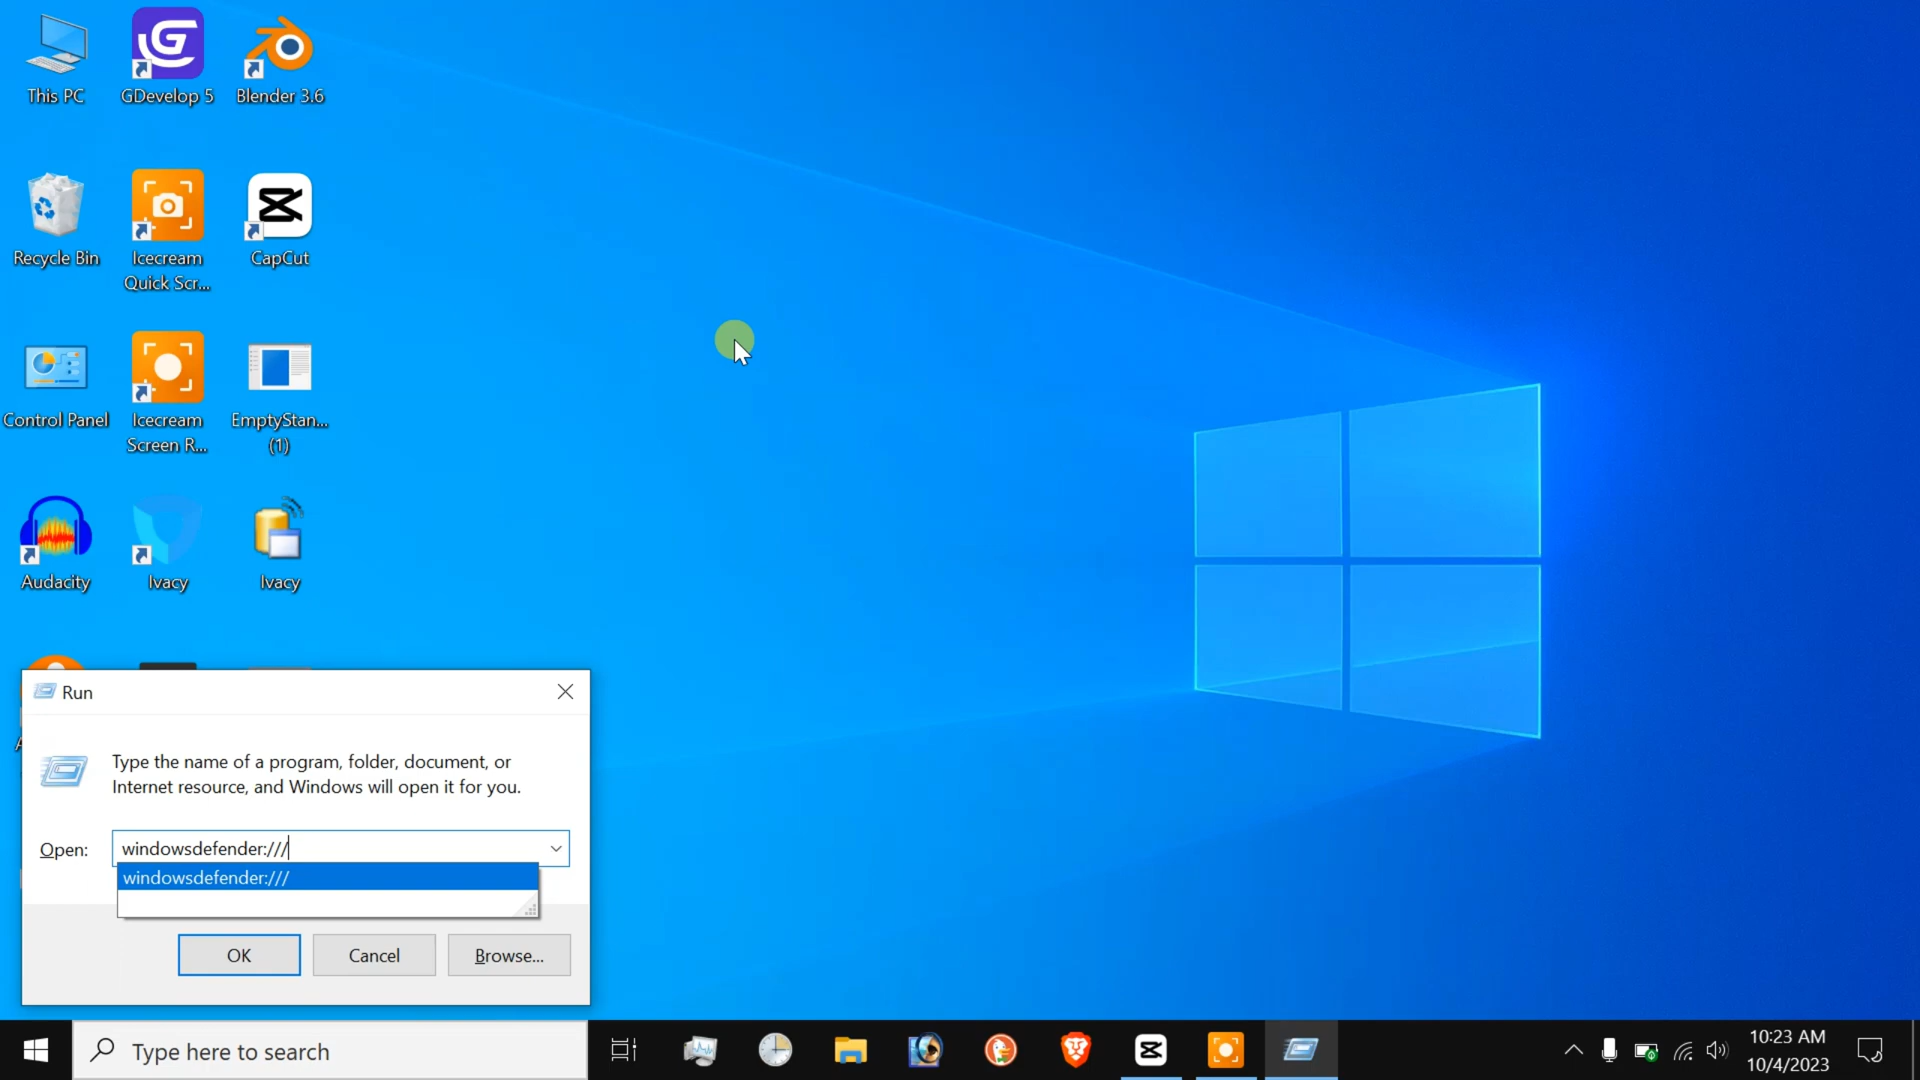 This PC
GDevelop 5
Blender 3.6
Recycle Bin
Icecream
Quick Scr...
CapCut
Control Panel
Icecream
Screen R...
EmptyStan...
(1)
Audacity
Ivacy
Ivacy
Run
Type the name of a program, folder, document, or
Internet resource, and Windows will open it for you.
Open:
windowsdefender:///
windowsdefender:///
OK
Cancel
Browse...
Type here to search
10:23 AM
10/4/2023